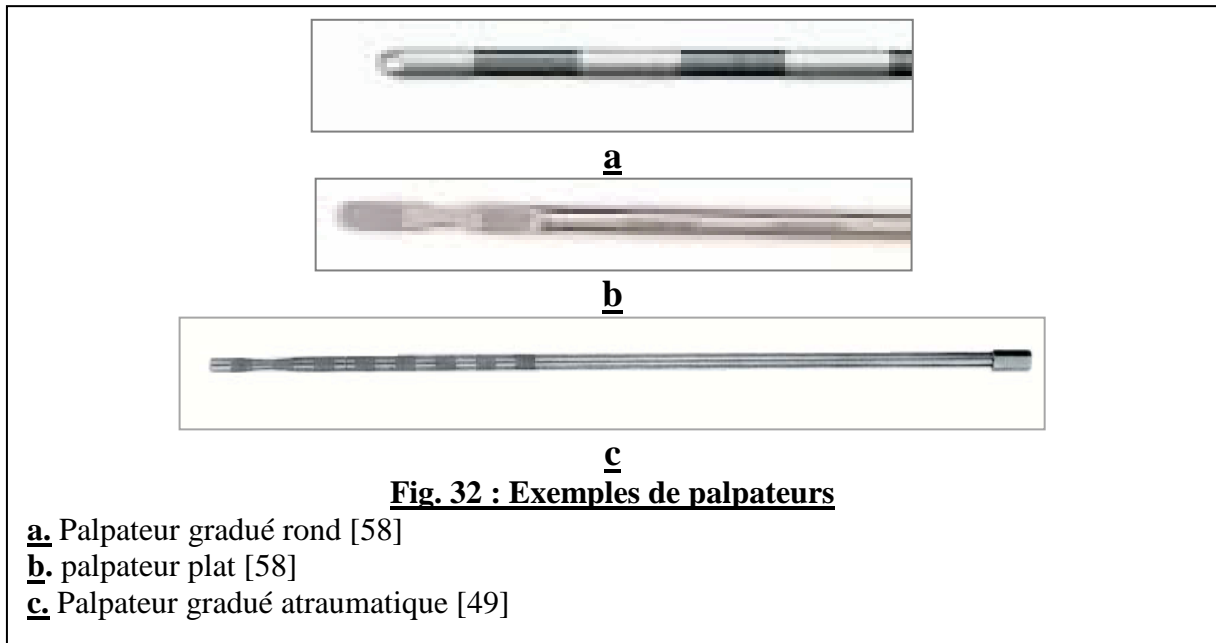 a
b
c
Fig. 32 : Exemples de palpateurs
a. Palpateur gradué rond [58]
b. palpateur plat [58]
c. Palpateur gradué atraumatique [49]